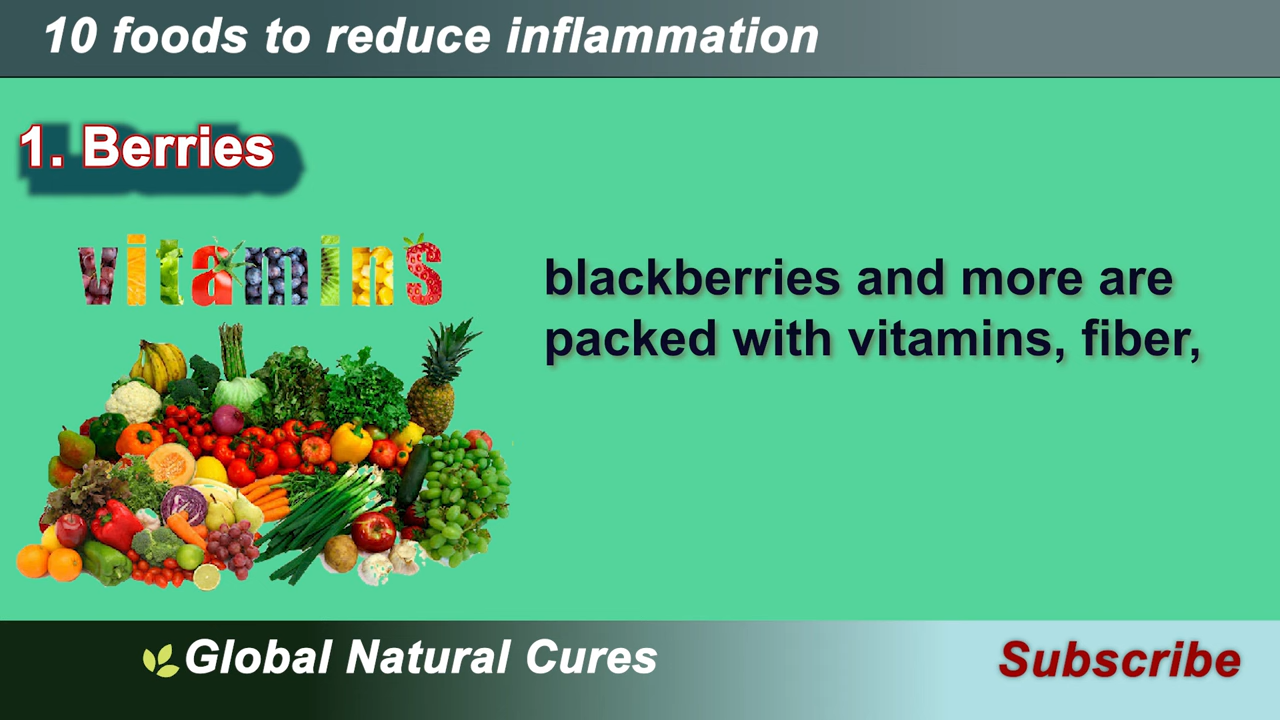 10 foods to reduce inflammation
1. Berries
vitamins
blackberries and more are
packed with vitamins, fiber,
Global Natural Cures
Subscribe